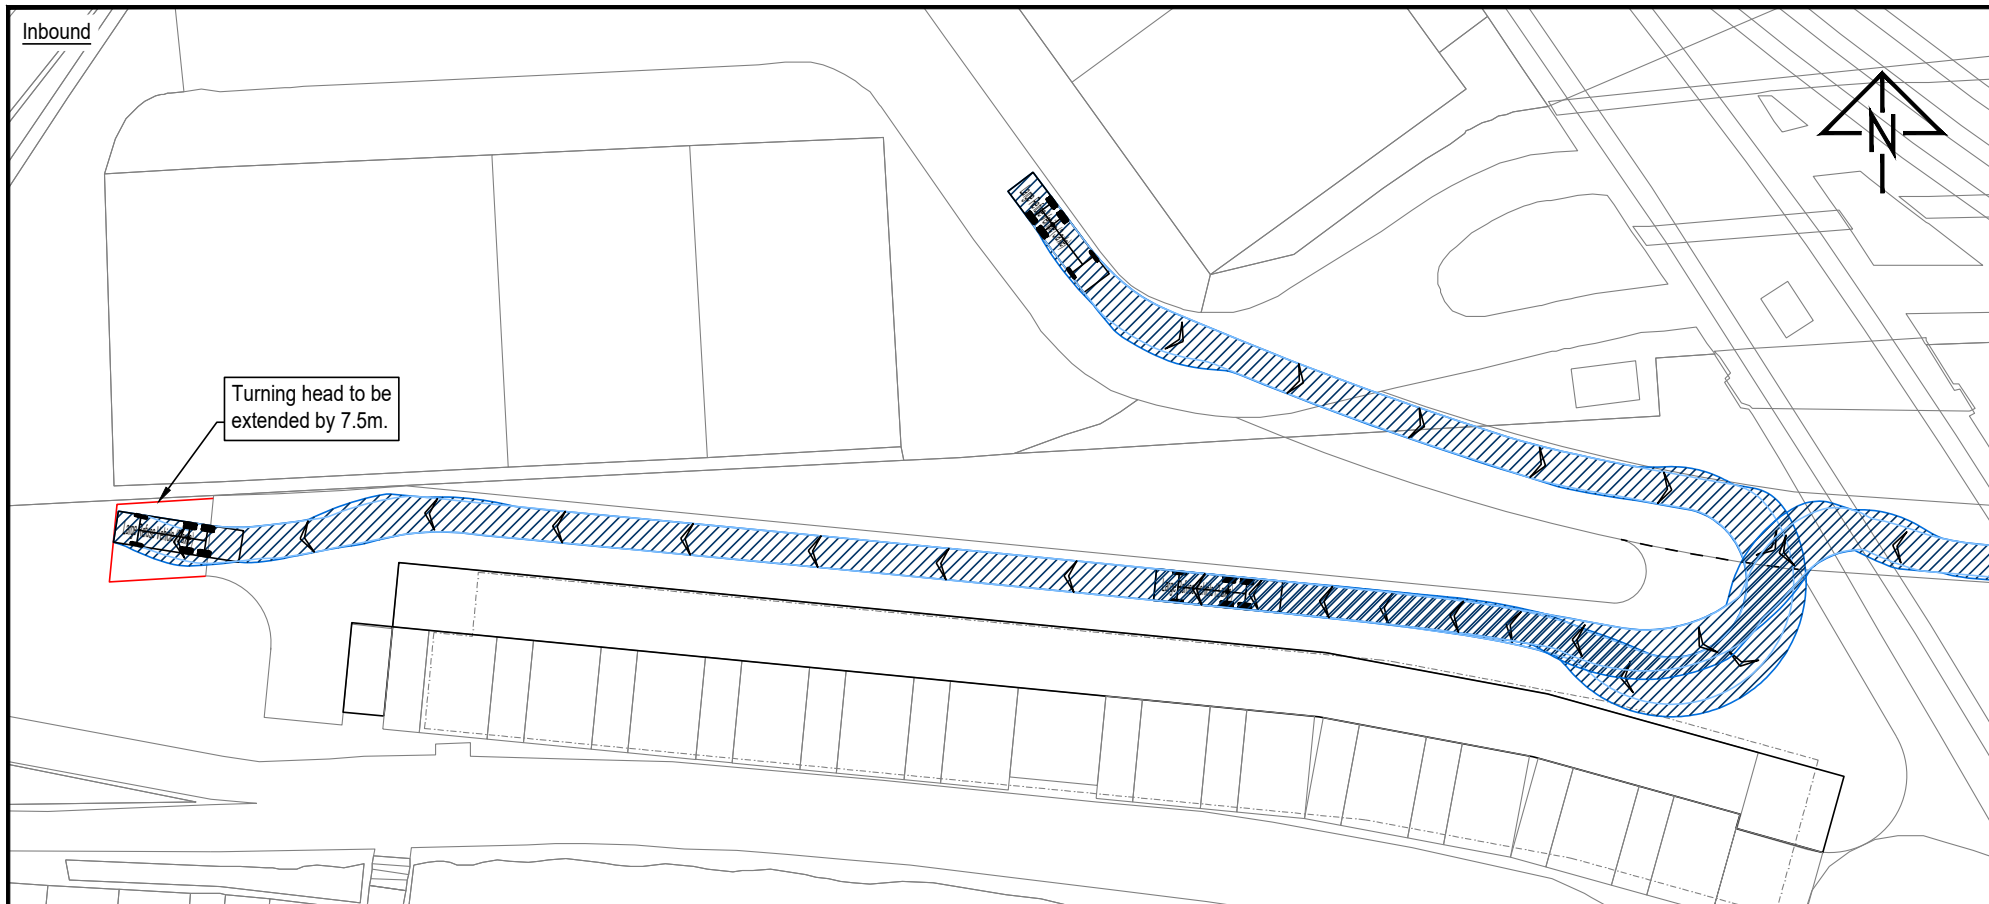 Inbound
N
Turning head to be
extended by 7.5m.